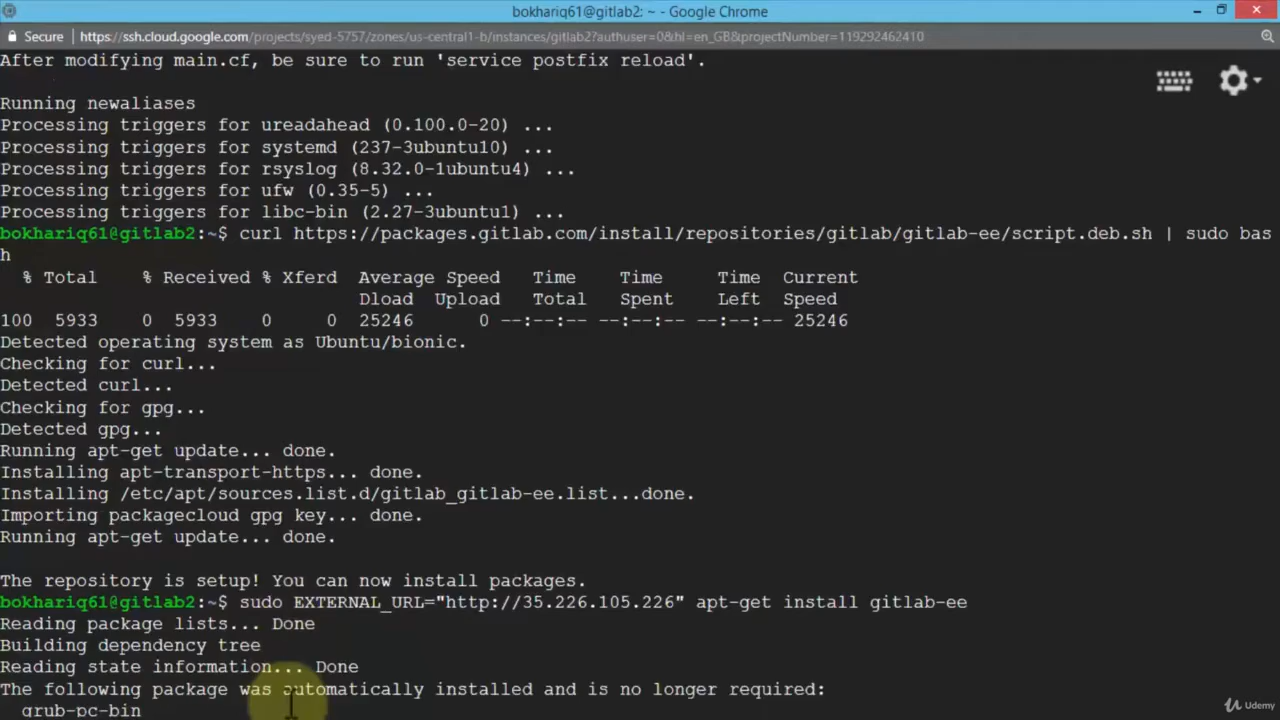 bokhariq61@gitlab2: ~ - Google Chrome
Secure | https://ssh.cloud.google.com/projects/syed-5757/zones/us-central1-b/instances/gitlab2?authuser=0&hl=en_GB&projectNumber=119292462410
After modifying main.cf, be sure to run 'service postfix reload'.
Running newaliases
Processing triggers for ureadahead (0.100.0-20) ...
Processing triggers for systemd (237-3ubuntu10) ...
Processing triggers for rsyslog (8.32.0-1ubuntu4) ...
Processing triggers for ufw (0.35-5) ...
Processing triggers for libc-bin (2.27-3ubuntu1) ...
bokhariq61@gitlab2:~$ curl https://packages.gitlab.com/install/repositories/gitlab/gitlab-ee/script.deb.sh | sudo bas
h
% Total % Received % Xferd Average Speed Time Time Time Current
Dload Upload Total Spent Left Speed
100 5933 0 5933 0 0 25246 0 --:--:-- --:--:-- --:--:-- 25246
Detected operating system as Ubuntu/bionic.
Checking for curl...
Detected curl...
Checking for gpg...
Detected gpg...
Running apt-get update... done.
Installing apt-transport-https... done.
Installing /etc/apt/sources.list.d/gitlab_gitlab-ee.list...done.
Importing packagecloud gpg key... done.
Running apt-get update... done.
The repository is setup! You can now install packages.
bokhariq61@gitlab2:~$ sudo EXTERNAL_URL="http://35.226.105.226" apt-get install gitlab-ee
Reading package lists... Done
Building dependency tree
Reading state information... Done
The following package was automatically installed and is no longer required:
grub-pc-bin
Udemy